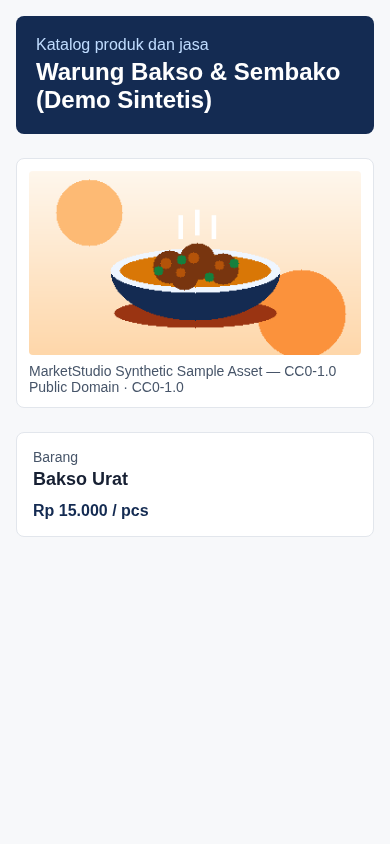 Katalog produk dan jasa
Warung Bakso & Sembako
(Demo Sintetis)
MarketStudio Synthetic Sample Asset — CC0-1.0
Public Domain · CC0-1.0
Barang
Bakso Urat
Rp 15.000 / pcs